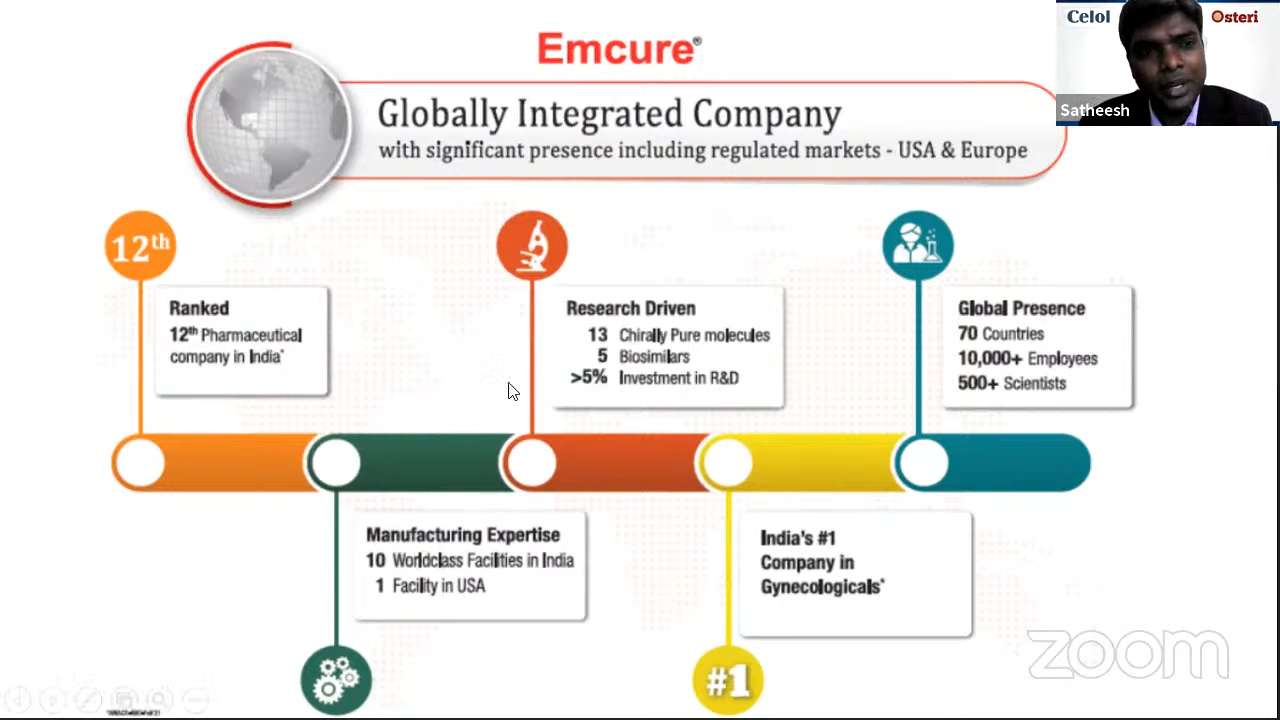 Emcure®
Globally Integrated Company
with significant presence including regulated markets - USA & Europe
Celol
Osteri
Satheesh
12th
Ranked
12th Pharmaceutical
company in India*
Research Driven
13 Chirally Pure molecules
5 Biosimilars
>5% Investment in R&D
Global Presence
70 Countries
10,000+ Employees
500+ Scientists
Manufacturing Expertise
10 Worldclass Facilities in India
1 Facility in USA
India's #1
Company in
Gynecologicals*
#1
zoom